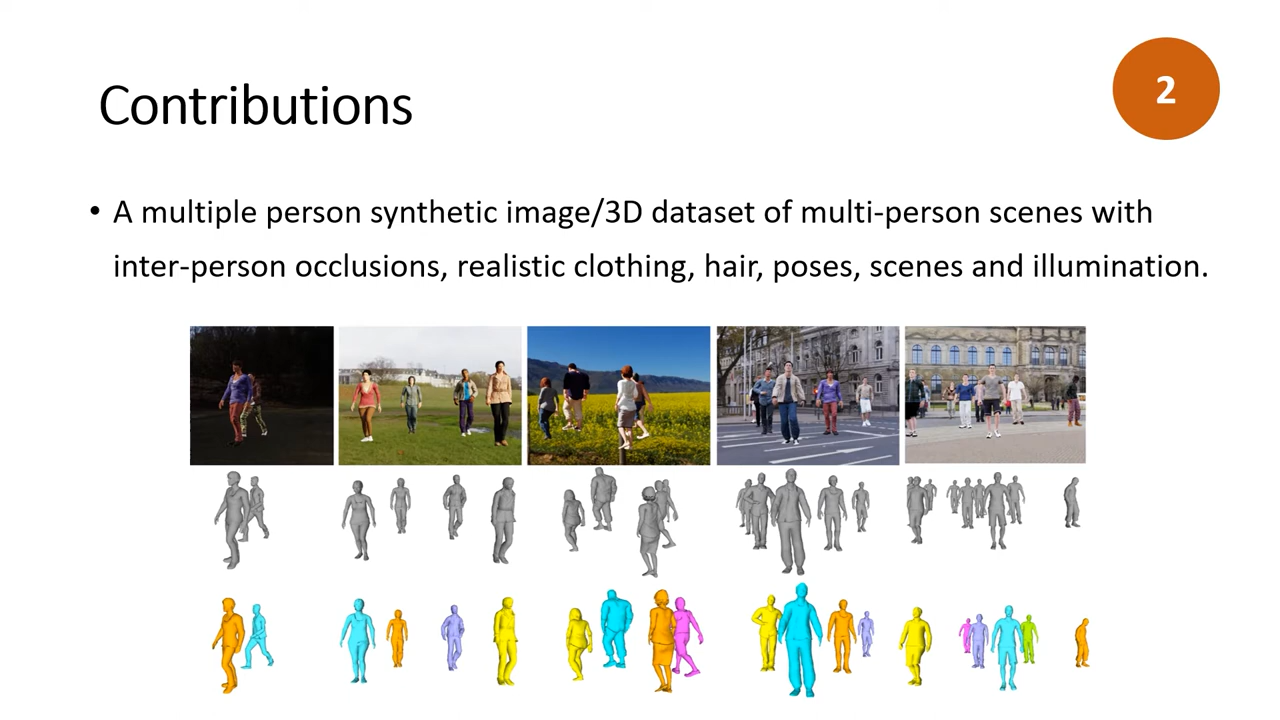 Contributions
2
• A multiple person synthetic image/3D dataset of multi-person scenes with
inter-person occlusions, realistic clothing, hair, poses, scenes and illumination.